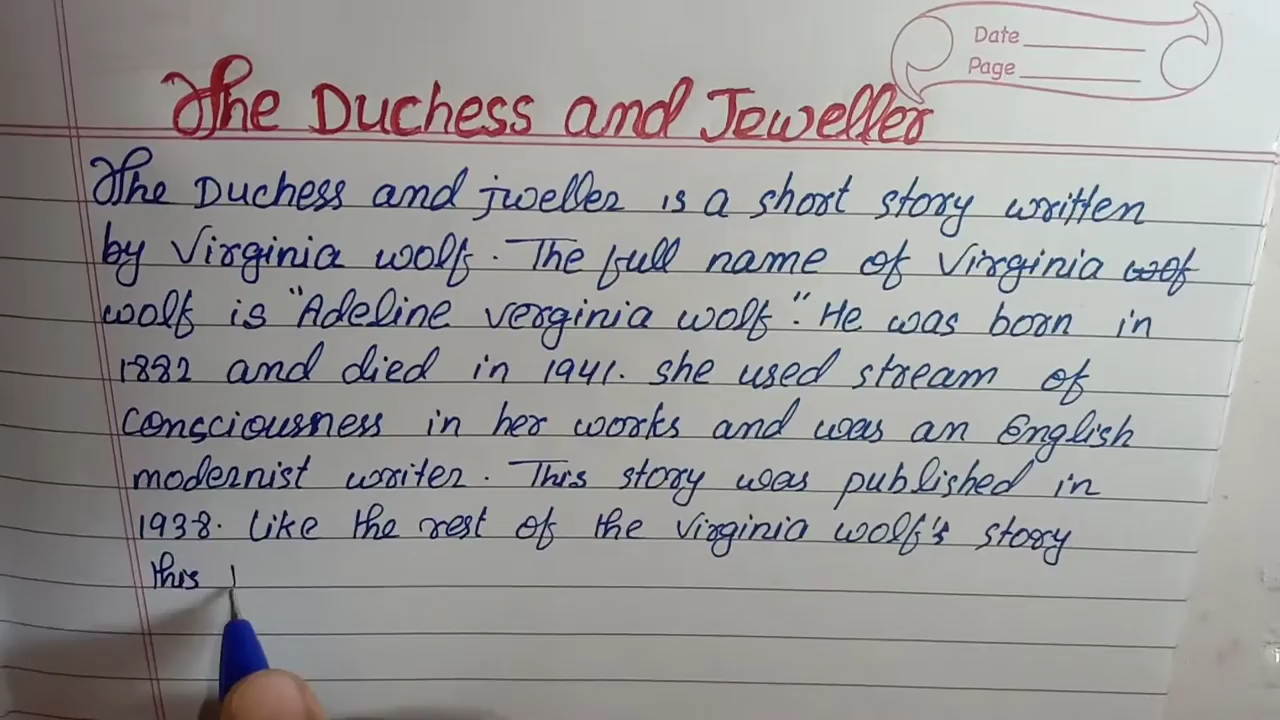 Date
Page
The Duchess and Jeweller
The Duchess and jweller is a short story written
by Virginia wolf. The full name of Virginia wof
wolf is "Adeline verginia wolf". He was born in
1882 and died in 1941. she used stream of
consciousness in her works and was an English
modernist writer. This story was published in
1938. Like the rest of the Virginia wolf's story
this